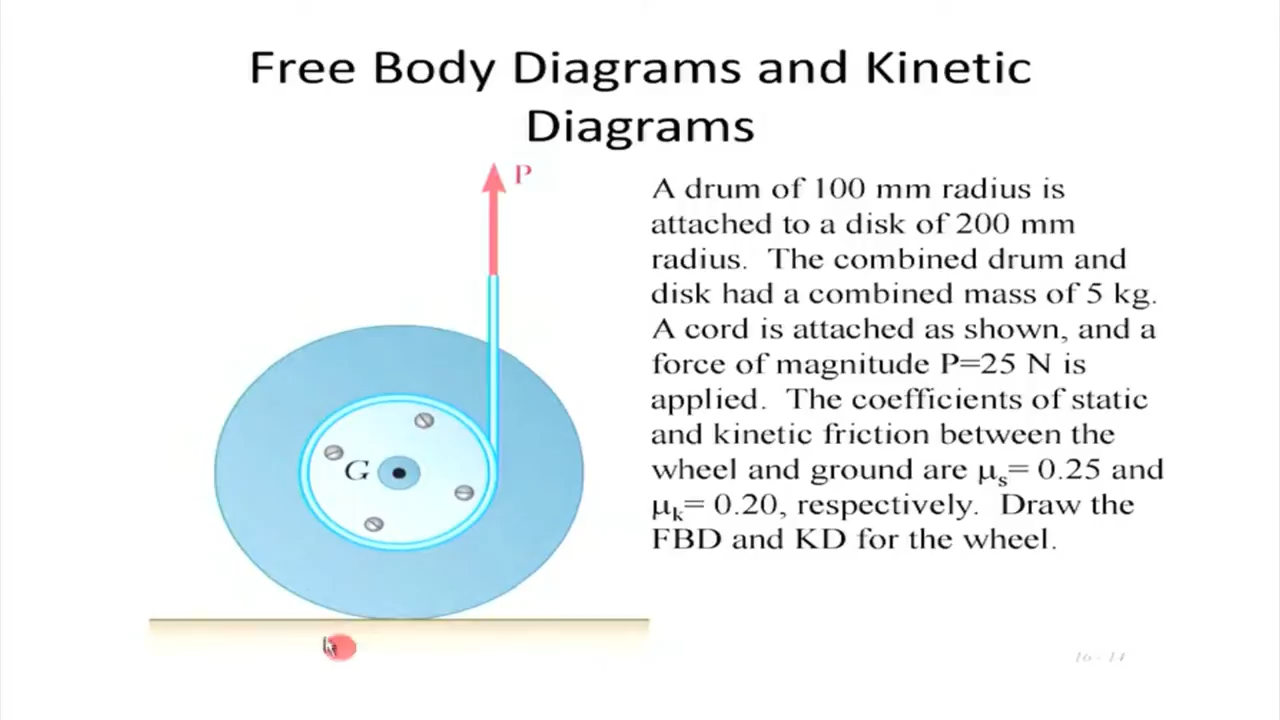 Free Body Diagrams and Kinetic
Diagrams
P
A drum of 100 mm radius is
attached to a disk of 200 mm
radius. The combined drum and
disk had a combined mass of 5 kg.
A cord is attached as shown, and a
force of magnitude P=25 N is
applied. The coefficients of static
and kinetic friction between the
wheel and ground are μs= 0.25 and
μk= 0.20, respectively. Draw the
FBD and KD for the wheel.
G
16 - 14